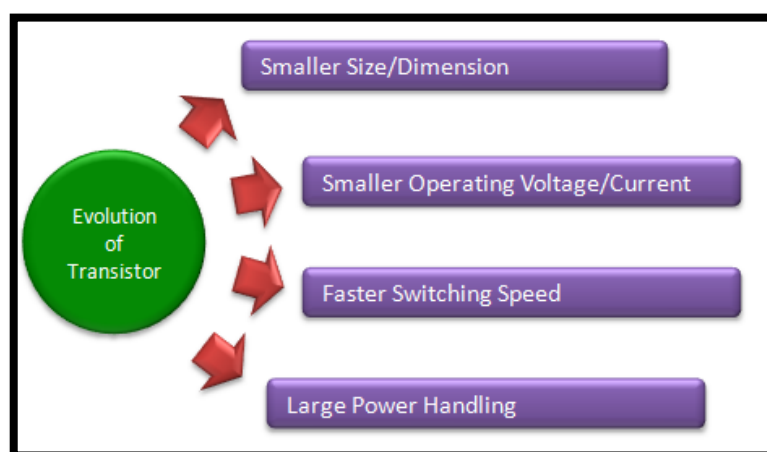 Smaller Size/Dimension
Smaller Operating Voltage/Current
Evolution
of
Transistor
Faster Switching Speed
Large Power Handling